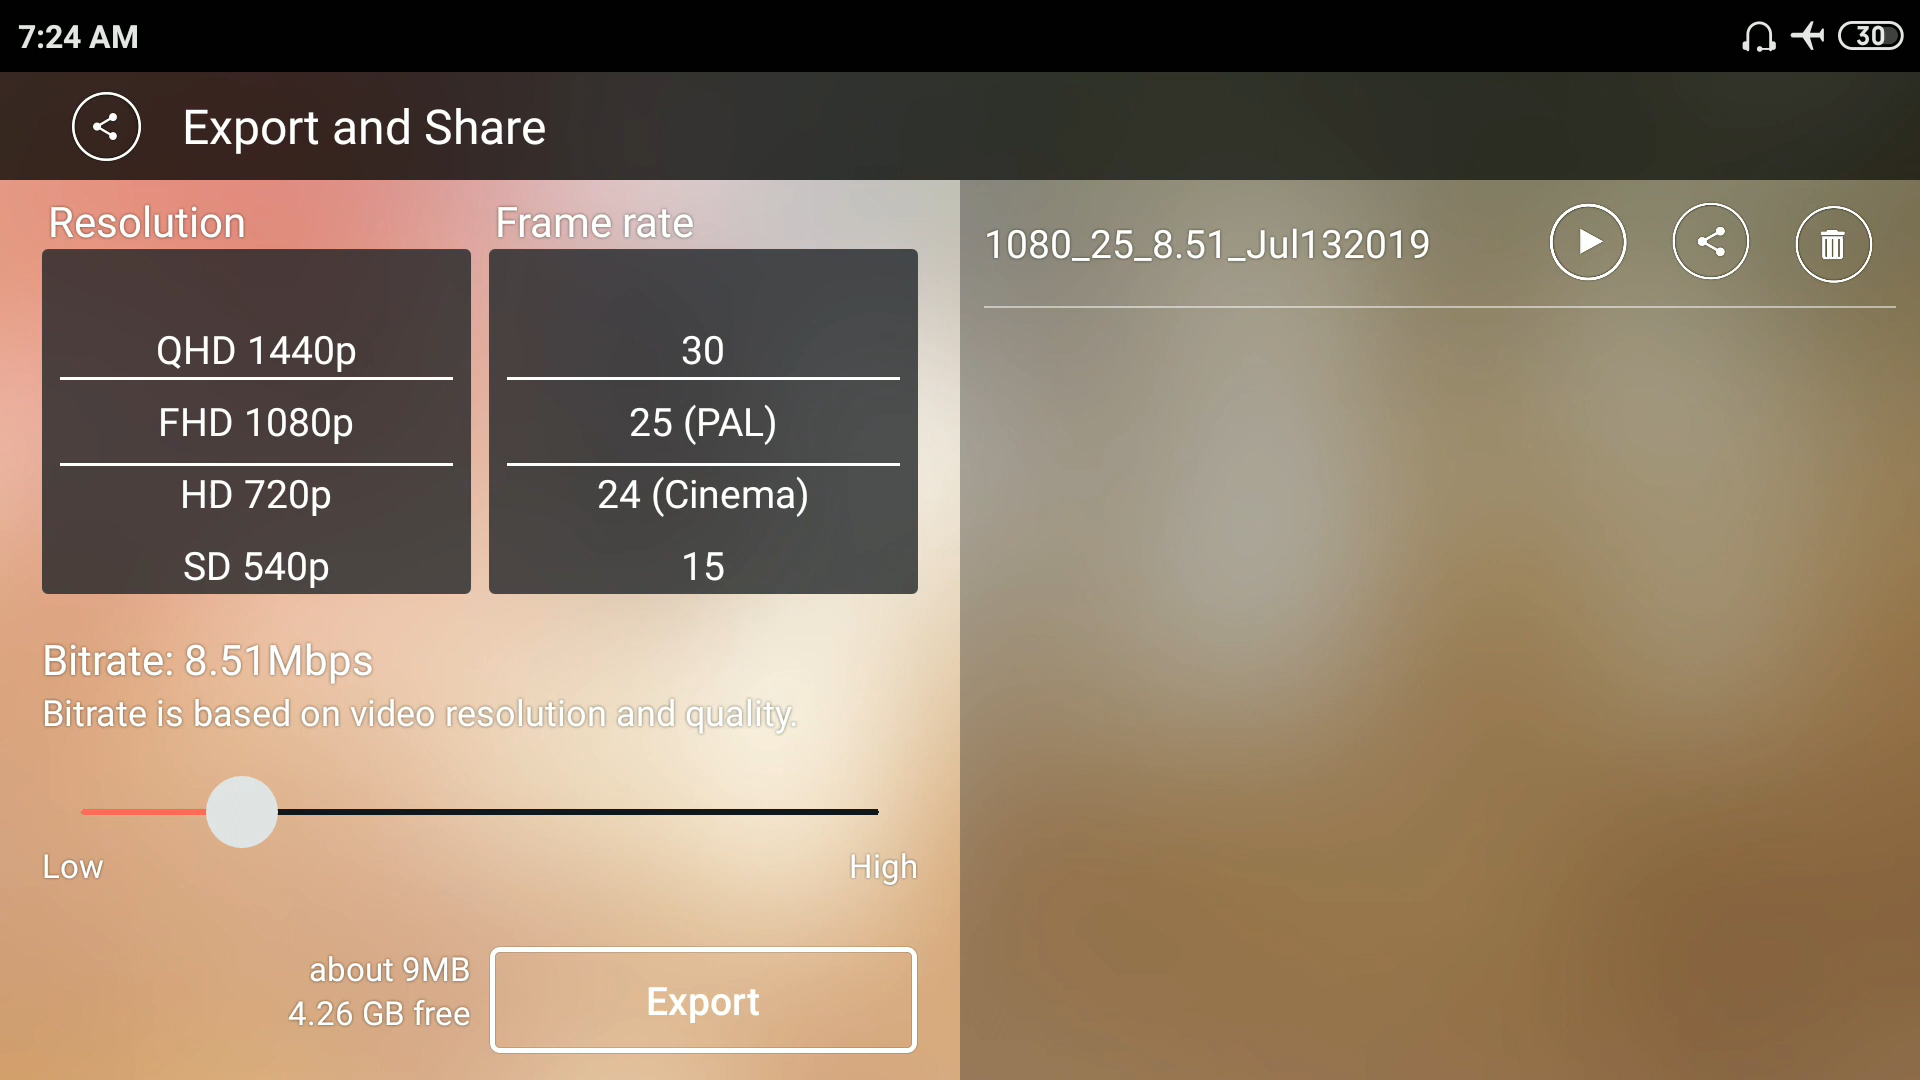 7:24 AM
30
Export and Share
Resolution
Frame rate
QHD 1440p
FHD 1080p
HD 720p
SD 540p
30
25 (PAL)
24 (Cinema)
15
Bitrate: 8.51Mbps
Bitrate is based on video resolution and quality.
Low
High
about 9MB
4.26 GB free
Export
1080_25_8.51_Jul132019